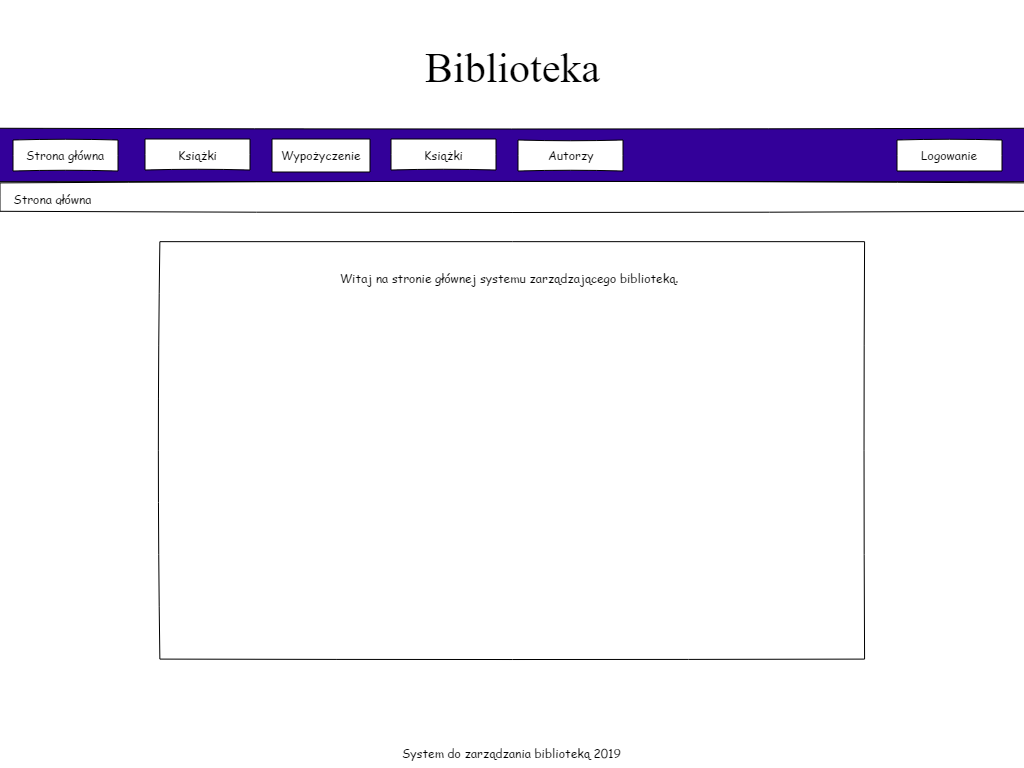 Biblioteka
Strona główna Książki Wypożyczenie Książki Autorzy Logowanie
Strona główna
Witaj na stronie głównej systemu zarządzającego biblioteką.
System do zarządzania biblioteką 2019